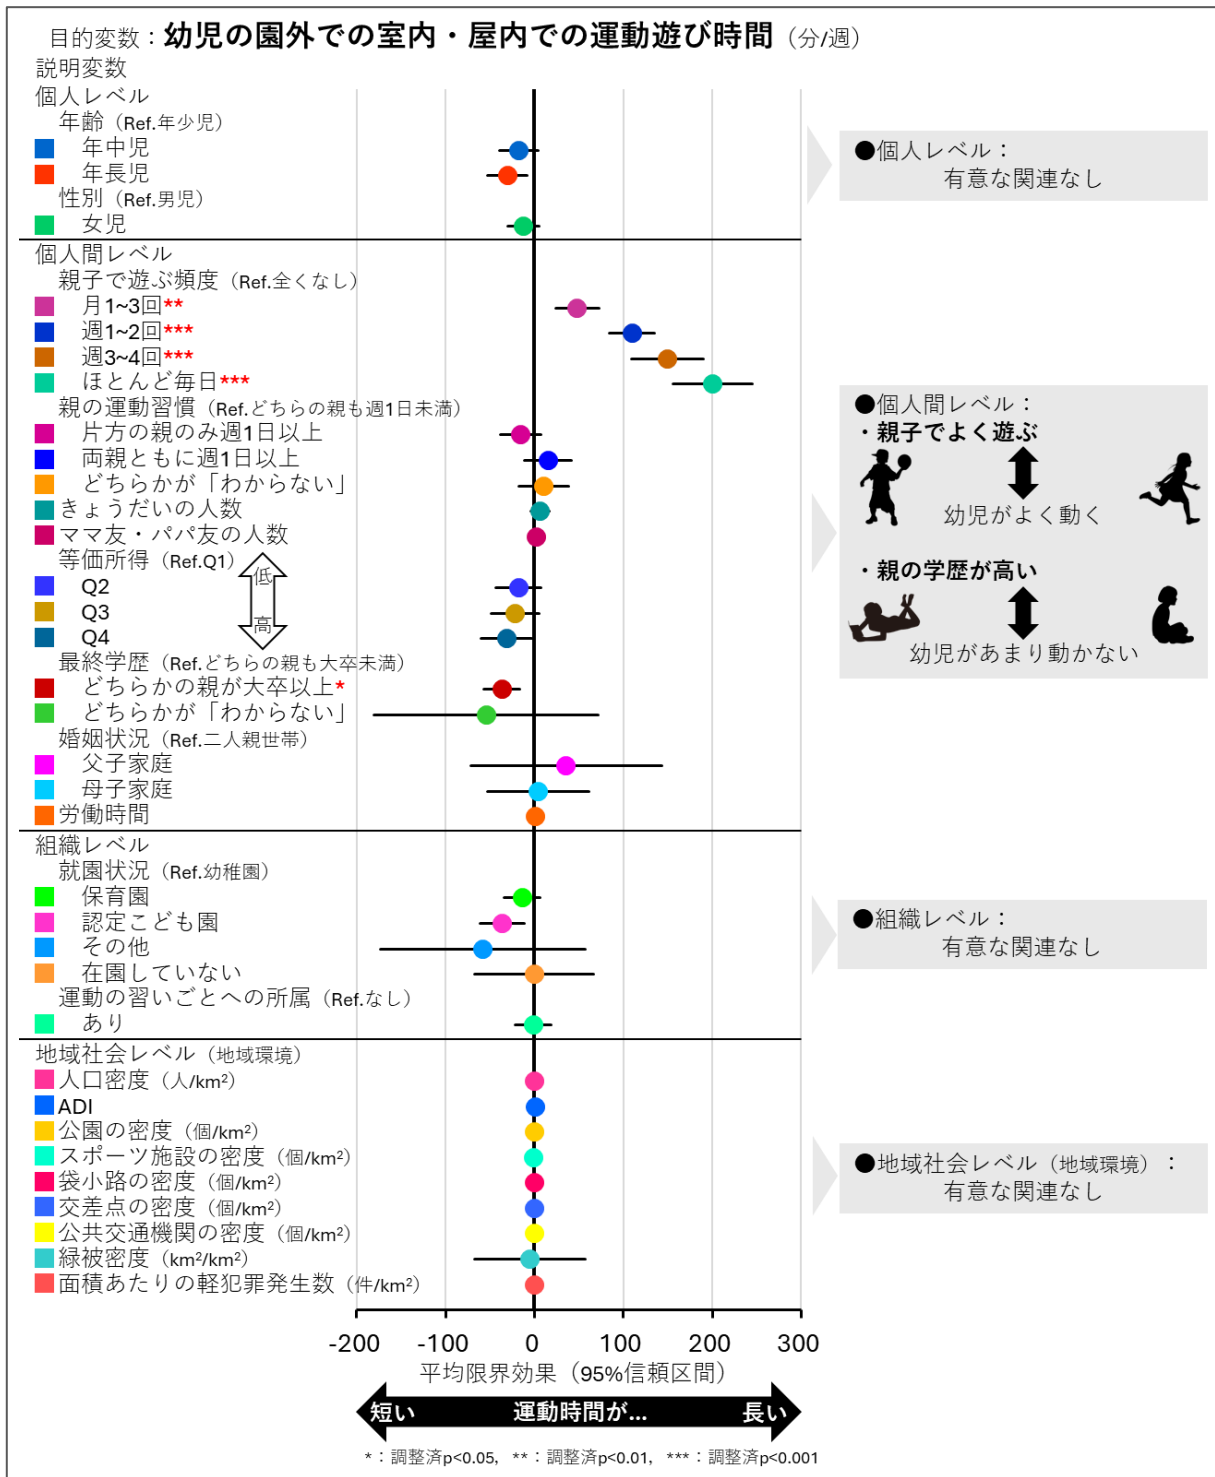 目的変数：幼児の園外での室内・屋内での運動遊び時間（分/週）
説明変数
個人レベル
年齢（Ref.年少児）
年中児
年長児
性別（Ref.男児）
女児
●個人レベル：
有意な関連なし
個人間レベル
親子で遊ぶ頻度（Ref.全くなし）
月1~3回**
週1~2回***
週3~4回***
ほとんど毎日***
親の運動習慣（Ref.どちらの親も週1日未満）
片方の親のみ週1日以上
両親ともに週1日以上
どちらかが「わからない」
きょうだいの人数
ママ友・パパ友の人数
等価所得（Ref.Q1）
低
Q2
Q3
高
Q4
最終学歴（Ref.どちらの親も大卒未満）
どちらかの親が大卒以上*
どちらかが「わからない」
婚姻状況（Ref.二人親世帯）
父子家庭
母子家庭
労働時間
●個人間レベル：
・親子でよく遊ぶ
幼児がよく動く
・親の学歴が高い
幼児があまり動かない
組織レベル
就園状況（Ref.幼稚園）
保育園
認定こども園
その他
在園していない
運動の習いごとへの所属（Ref.なし）
あり
●組織レベル：
有意な関連なし
地域社会レベル（地域環境）
人口密度（人/km²）
ADI
公園の密度（個/km²）
スポーツ施設の密度（個/km²）
袋小路の密度（個/km²）
交差点の密度（個/km²）
公共交通機関の密度（個/km²）
緑被密度（km²/km²）
面積あたりの軽犯罪発生数（件/km²）
●地域社会レベル（地域環境）：
有意な関連なし
-200 -100 0 100 200 300
平均限界効果（95%信頼区間）
短い 運動時間が... 長い
*：調整済p<0.05, **：調整済p<0.01, ***：調整済p<0.001